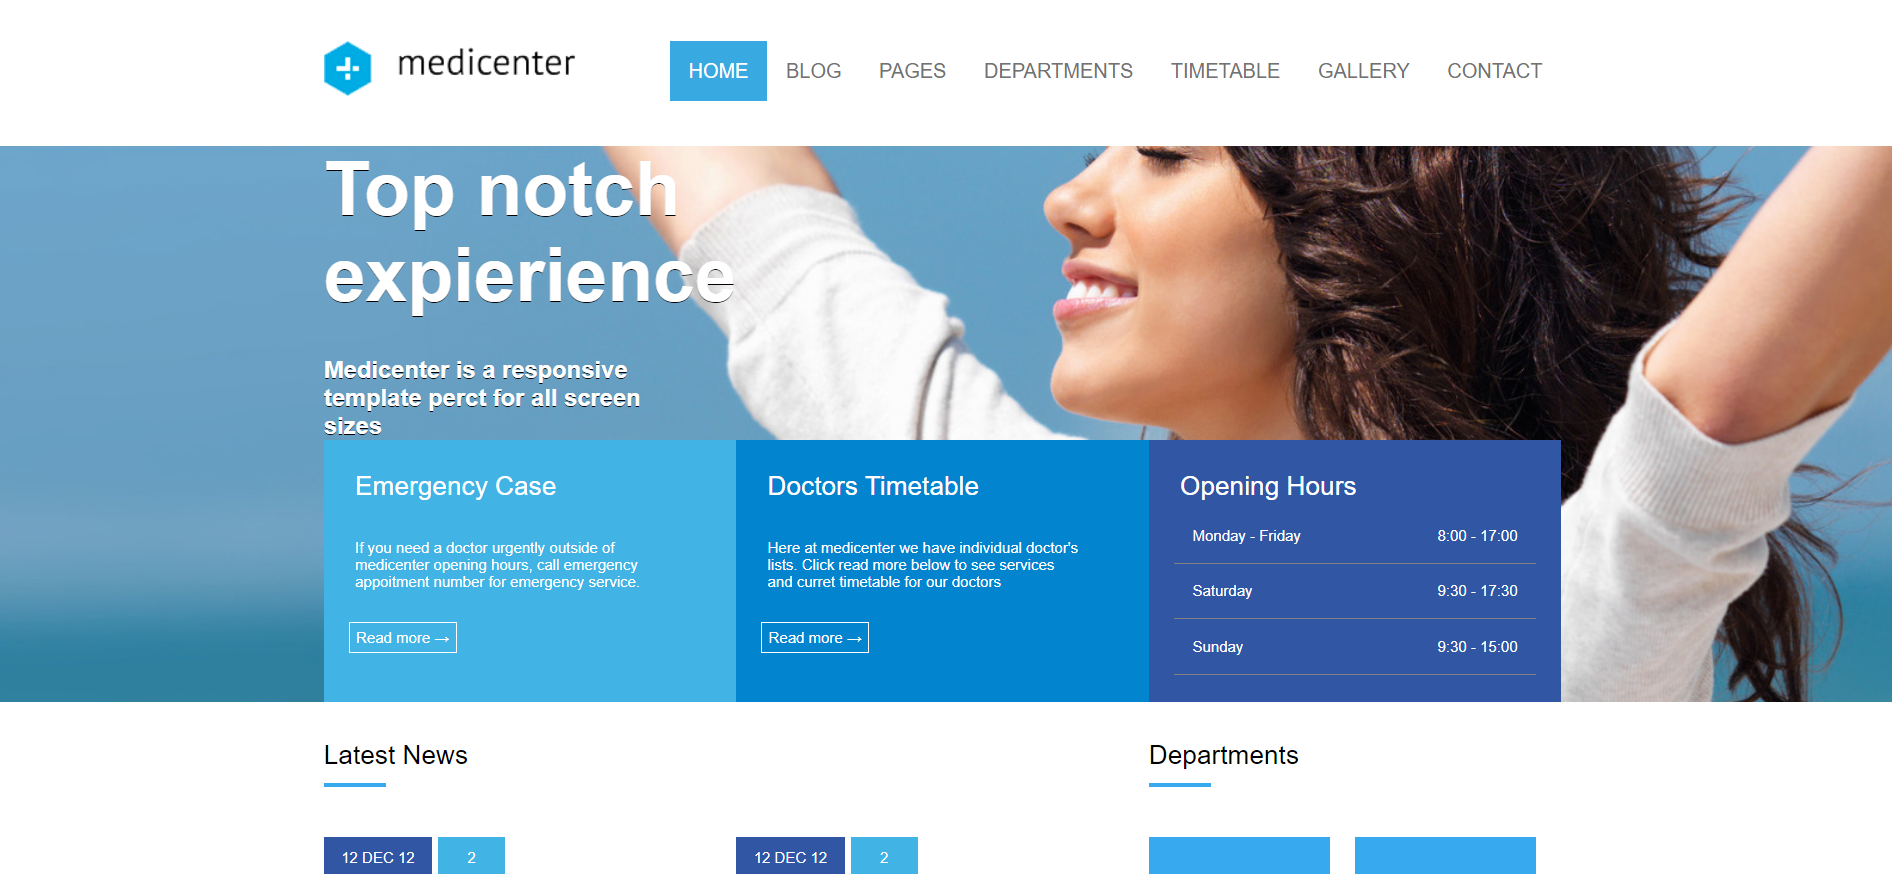 medicenter
HOME BLOG PAGES DEPARTMENTS TIMETABLE GALLERY CONTACT
Top notch
expierience
Medicenter is a responsive
template perct for all screen
sizes
Emergency Case
If you need a doctor urgently outside of
medicenter opening hours, call emergency
appoitment number for emergency service.
Read more →
Doctors Timetable
Here at medicenter we have individual doctor's
lists. Click read more below to see services
and curret timetable for our doctors
Read more →
Opening Hours
Monday - Friday 8:00 - 17:00
Saturday 9:30 - 17:30
Sunday 9:30 - 15:00
Latest News
12 DEC 12 2
12 DEC 12 2
Departments